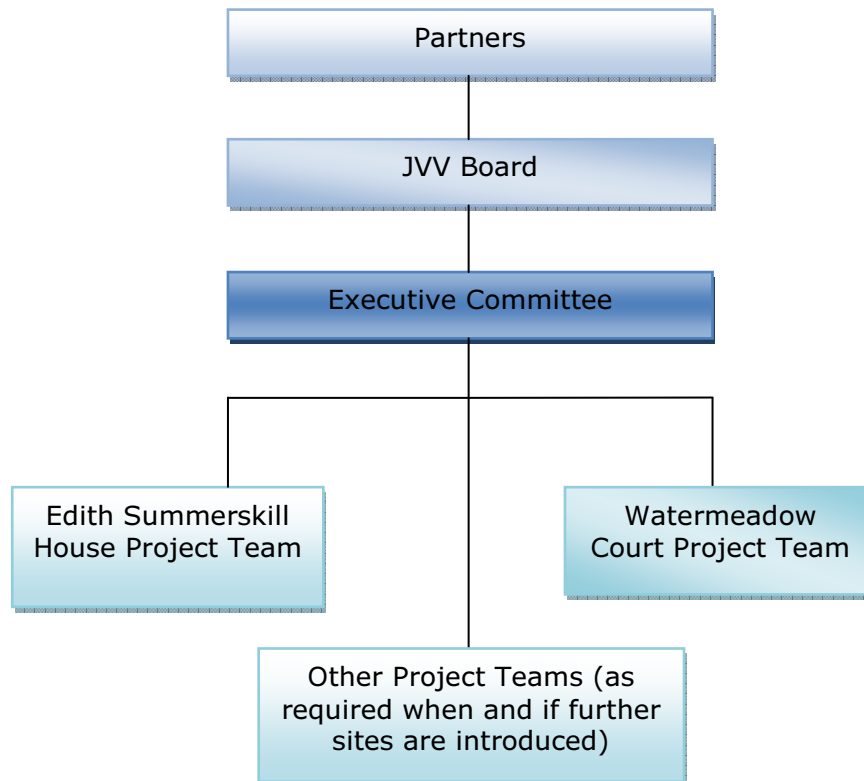 Partners
JVV Board
Executive Committee
Edith Summerskill
House Project Team
Watermeadow
Court Project Team
Other Project Teams (as
required when and if further
sites are introduced)